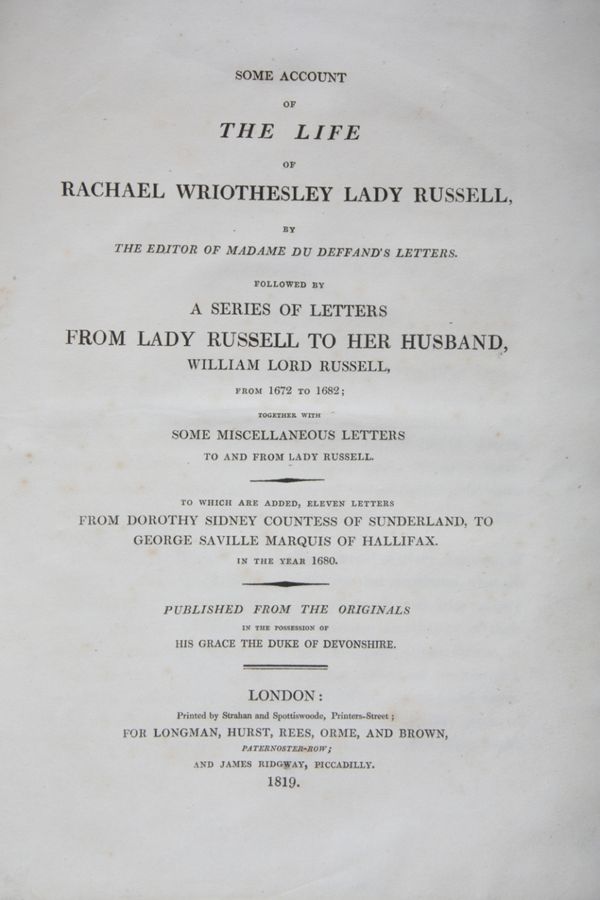 SOME ACCOUNT
OF
THE LIFE
OF
RACHAEL WRIOTHESLEY LADY RUSSELL,
BY
THE EDITOR OF MADAME DU DEFFAND'S LETTERS.
FOLLOWED BY
A SERIES OF LETTERS
FROM LADY RUSSELL TO HER HUSBAND,
WILLIAM LORD RUSSELL,
FROM 1672 TO 1682;
TOGETHER WITH
SOME MISCELLANEOUS LETTERS
TO AND FROM LADY RUSSELL.
TO WHICH ARE ADDED, ELEVEN LETTERS
FROM DOROTHY SIDNEY COUNTESS OF SUNDERLAND, TO
GEORGE SAVILLE MARQUIS OF HALLIFAX.
IN THE YEAR 1680.
PUBLISHED FROM THE ORIGINALS
IN THE POSSESSION OF
HIS GRACE THE DUKE OF DEVONSHIRE.
LONDON:
Printed by Strahan and Spottiswoode, Printers-Street;
FOR LONGMAN, HURST, REES, ORME, AND BROWN,
PATERNOSTER-ROW;
AND JAMES RIDGWAY, PICCADILLY.
1819.